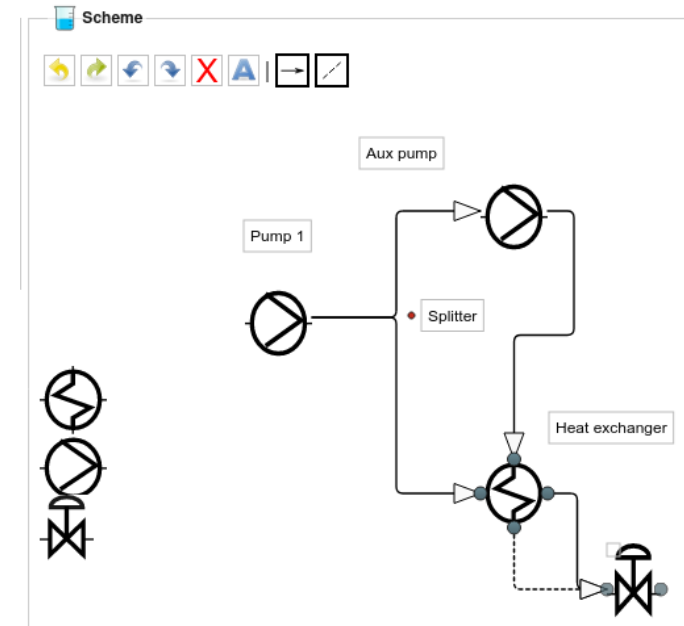 Scheme
X A |
Aux pump
Pump 1
Splitter
Heat exchanger